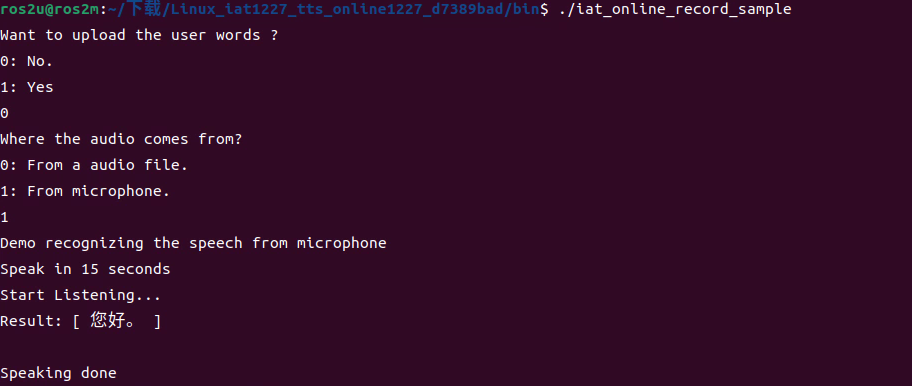 ros2u@ros2m:~/下载/Linux_iat1227_tts_online1227_d7389bad/bin$ ./iat_online_record_sample
Want to upload the user words ?
0: No.
1: Yes
0
Where the audio comes from?
0: From a audio file.
1: From microphone.
1
Demo recognizing the speech from microphone
Speak in 15 seconds
Start Listening...
Result: [ 您好。 ]
Speaking done